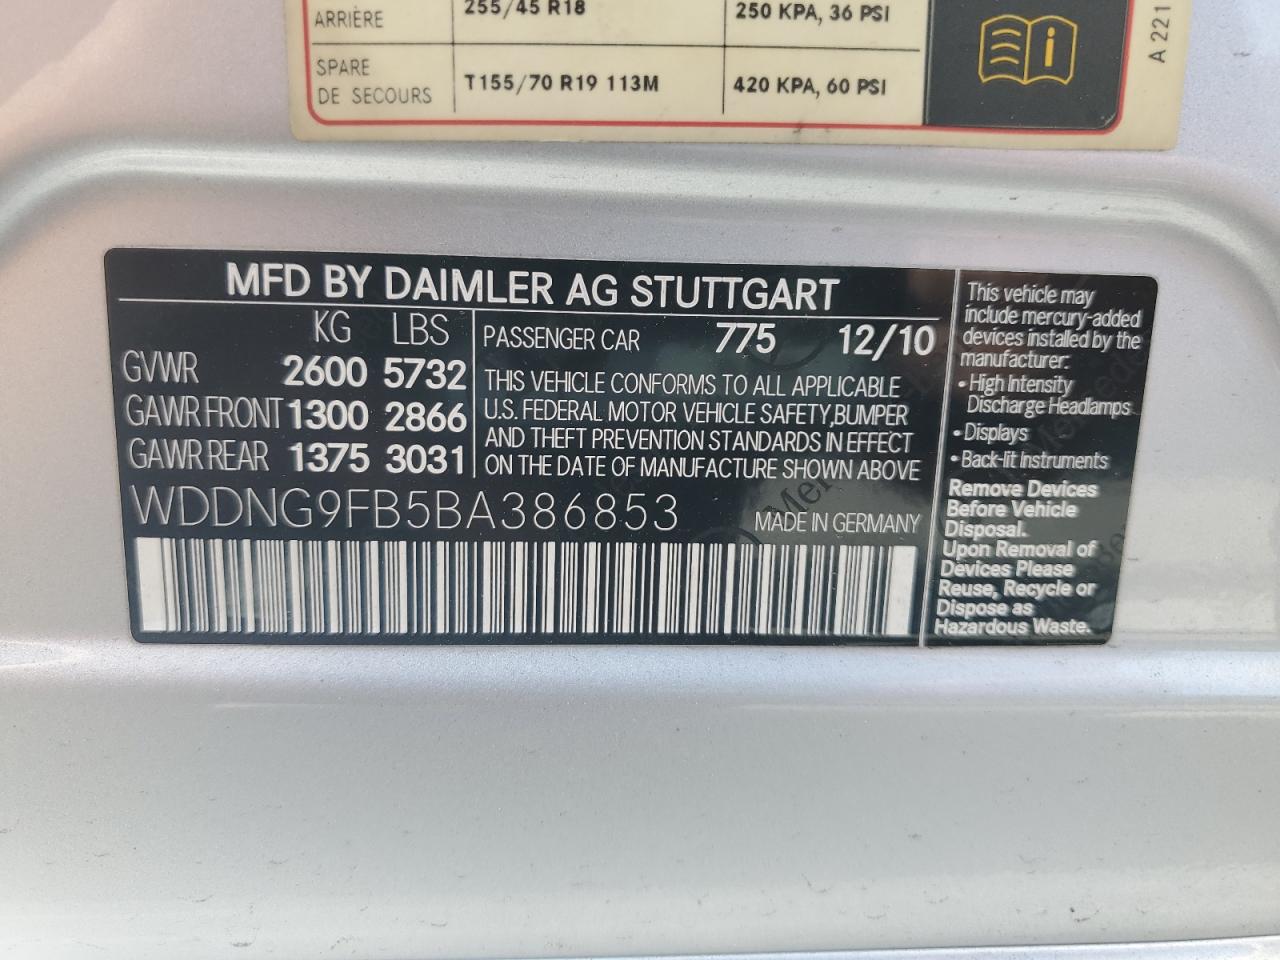 ARRIÈRE 255/45 R18 250 KPA, 36 PSI
SPARE
DE SECOURS T155/70 R19 113M 420 KPA, 60 PSI
i
A 221
MFD BY DAIMLER AG STUTTGART
KG LBS
GVWR 2600 5732
GAWR FRONT 1300 2866
GAWR REAR 1375 3031
PASSENGER CAR 775 12/10
THIS VEHICLE CONFORMS TO ALL APPLICABLE
U.S. FEDERAL MOTOR VEHICLE SAFETY,BUMPER
AND THEFT PREVENTION STANDARDS IN EFFECT
ON THE DATE OF MANUFACTURE SHOWN ABOVE
WDDNG9FB5BA386853
MADE IN GERMANY
This vehicle may
include mercury-added
devices installed by the
manufacturer:
• High Intensity
Discharge Headlamps
• Displays
• Back-lit Instruments
Remove Devices
Before Vehicle
Disposal.
Upon Removal of
Devices Please
Reuse, Recycle or
Dispose as
Hazardous Waste.